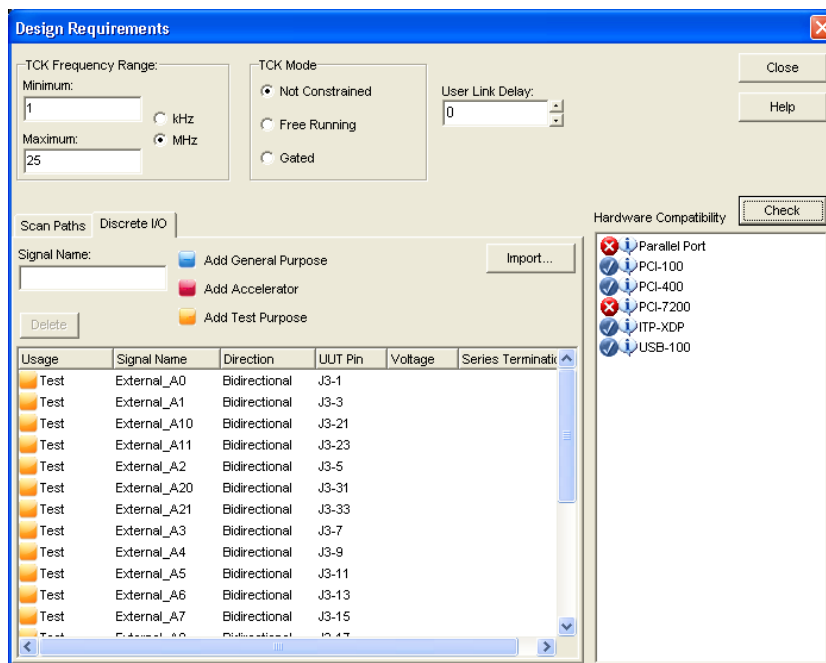 Design Requirements
TCK Frequency Range:
Minimum:
1
kHz
MHz
Maximum:
25
TCK Mode
Not Constrained
Free Running
Gated
User Link Delay:
0
Close
Help
Scan Paths
Discrete I/O
Hardware Compatibility
Check
Signal Name:
Add General Purpose
Add Accelerator
Add Test Purpose
Import...
Delete
Usage Signal Name Direction UUT Pin Voltage Series Terminatic
Test External_A0 Bidirectional J3-1
Test External_A1 Bidirectional J3-3
Test External_A10 Bidirectional J3-21
Test External_A11 Bidirectional J3-23
Test External_A2 Bidirectional J3-5
Test External_A20 Bidirectional J3-31
Test External_A21 Bidirectional J3-33
Test External_A3 Bidirectional J3-7
Test External_A4 Bidirectional J3-9
Test External_A5 Bidirectional J3-11
Test External_A6 Bidirectional J3-13
Test External_A7 Bidirectional J3-15
Parallel Port
PCI-100
PCI-400
PCI-7200
ITP-XDP
USB-100